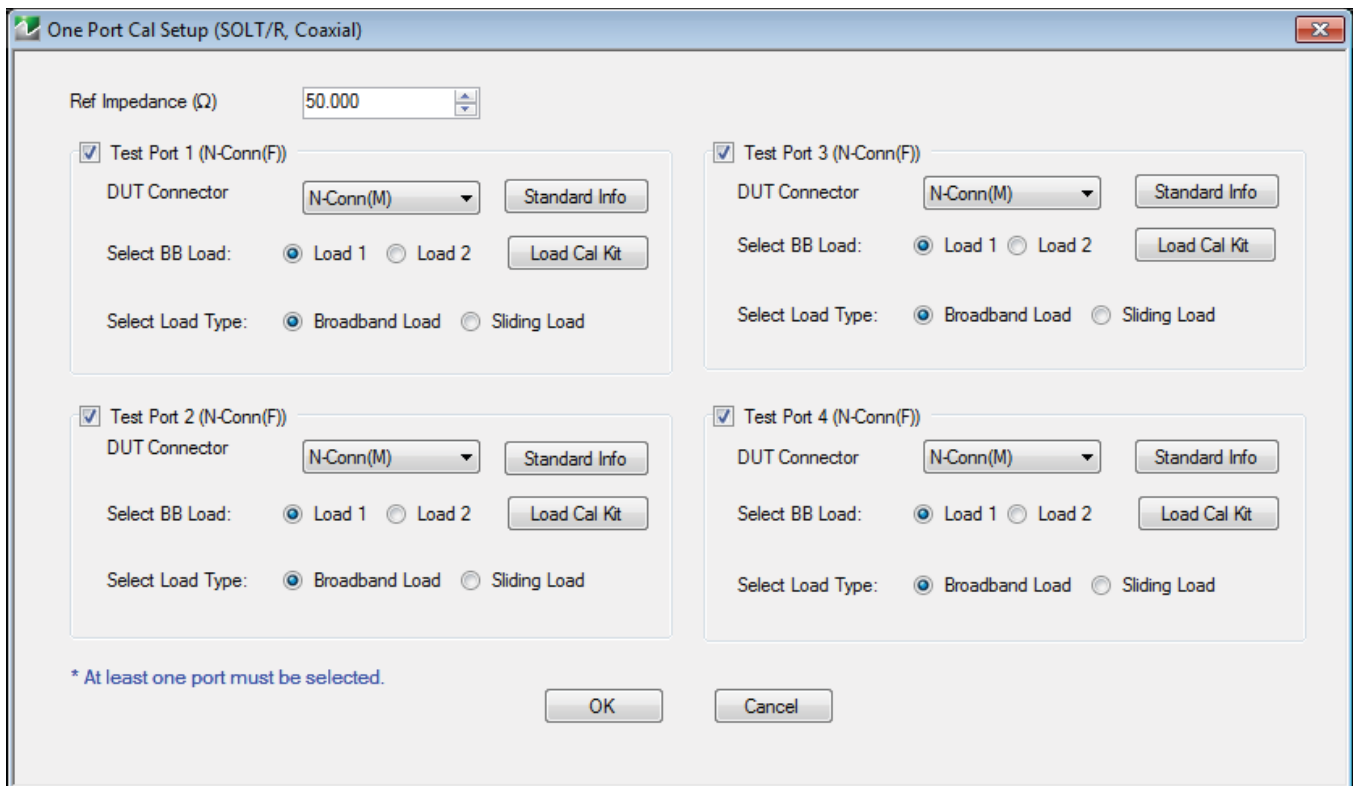 One Port Cal Setup (SOLT/R, Coaxial)
Ref Impedance (Ω) 50.000
Test Port 1 (N-Conn(F))
DUT Connector N-Conn(M) Standard Info
Select BB Load: Load 1 Load 2 Load Cal Kit
Select Load Type: Broadband Load Sliding Load
Test Port 3 (N-Conn(F))
DUT Connector N-Conn(M) Standard Info
Select BB Load: Load 1 Load 2 Load Cal Kit
Select Load Type: Broadband Load Sliding Load
Test Port 2 (N-Conn(F))
DUT Connector N-Conn(M) Standard Info
Select BB Load: Load 1 Load 2 Load Cal Kit
Select Load Type: Broadband Load Sliding Load
Test Port 4 (N-Conn(F))
DUT Connector N-Conn(M) Standard Info
Select BB Load: Load 1 Load 2 Load Cal Kit
Select Load Type: Broadband Load Sliding Load
* At least one port must be selected.
OK Cancel